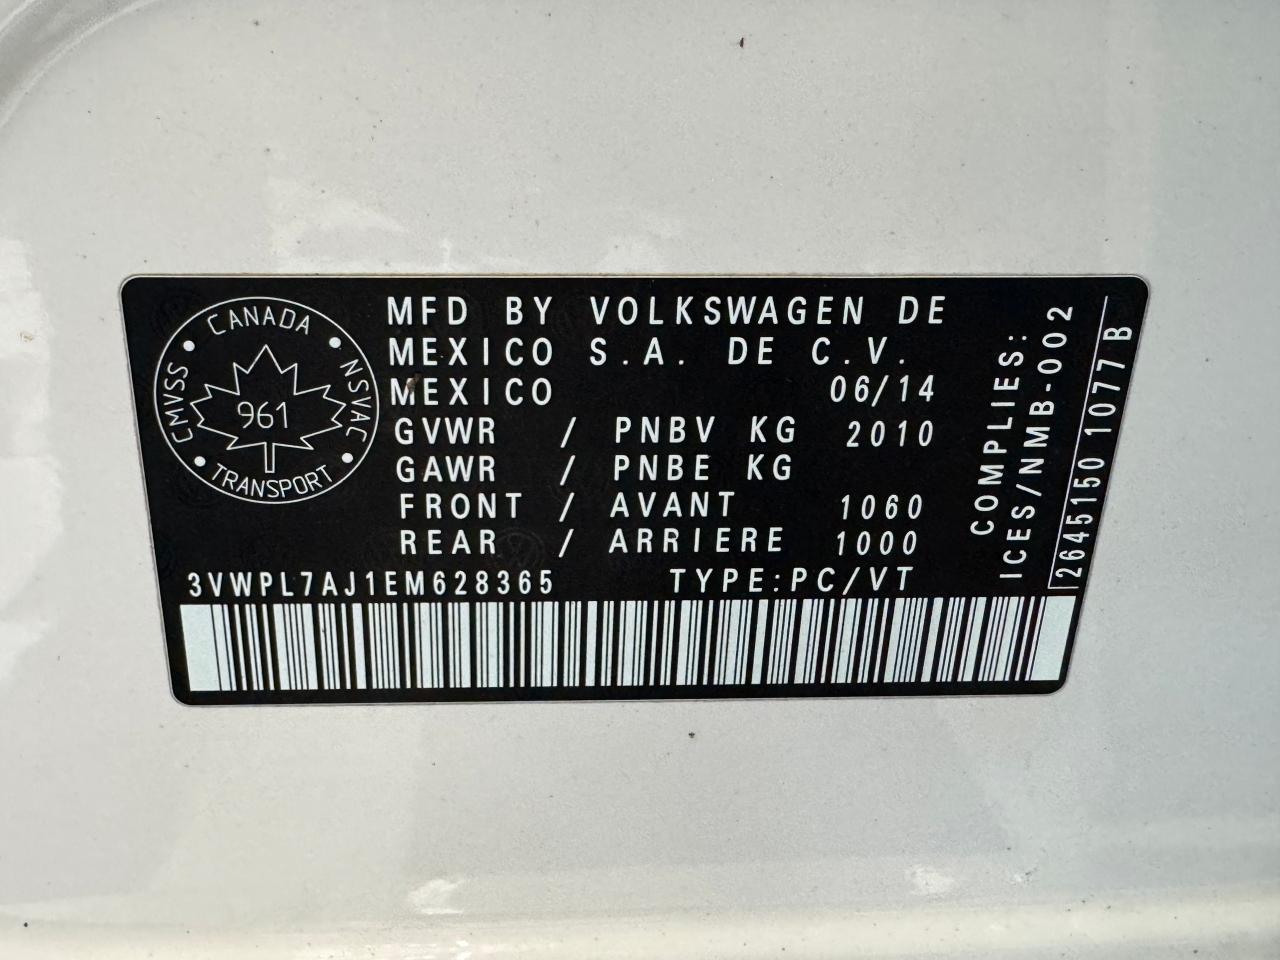 CANADA
CMVSS
NSVAC
961
TRANSPORT
MFD BY VOLKSWAGEN DE
MEXICO S.A. DE C.V.
MEXICO 06/14
GVWR / PNBV KG 2010
GAWR / PNBE KG
FRONT / AVANT 1060
REAR / ARRIERE 1000
3VWPL7AJ1EM628365 TYPE:PC/VT
COMPLIES:
ICES/NMB-002
2645150 1077 B